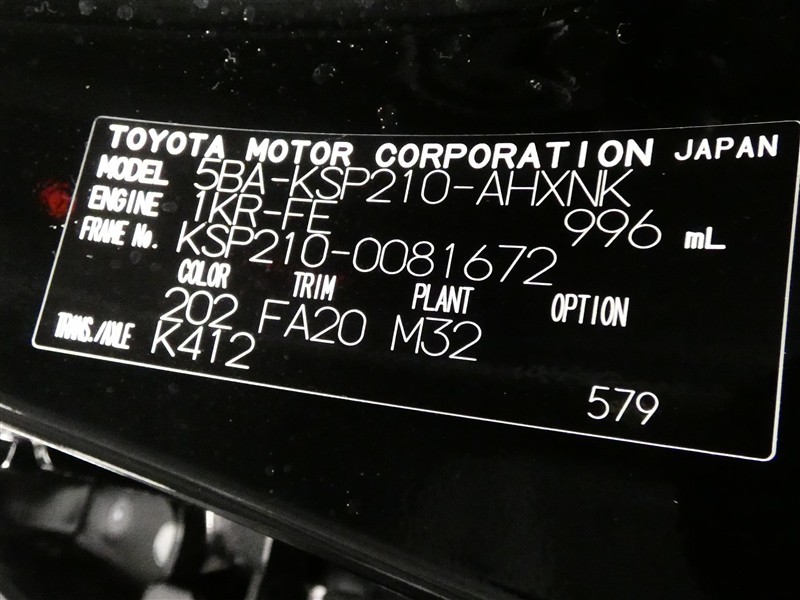 TOYOTA MOTOR CORPORATION JAPAN
MODEL 5BA-KSP210-AHXNK
ENGINE 1KR-FE 996 mL
FRAME No. KSP210-0081672
COLOR TRIM PLANT OPTION
202 FA20 M32
TRANS./AXLE K412
579